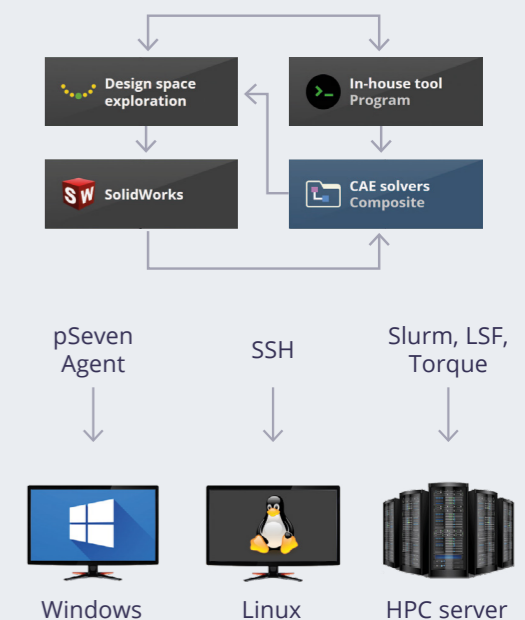 Design space
exploration
In-house tool
Program
>_
SW
SolidWorks
CAE solvers
Composite
pSeven
Agent
SSH
Slurm, LSF,
Torque
Windows
Linux
HPC server